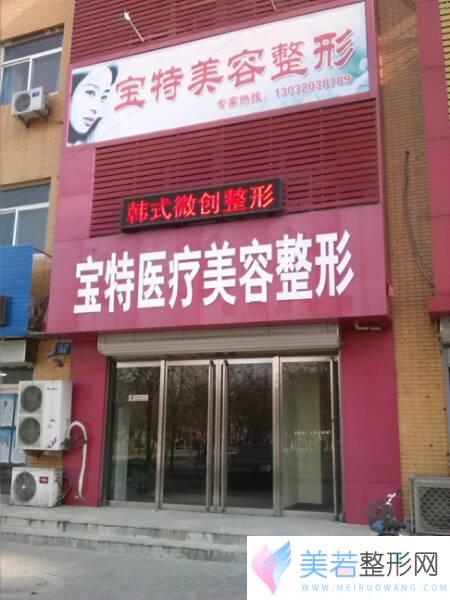 宝特美容整形
专家热线：13032038789
韩式微创整形
宝特医疗美容整形
美若整形网
WWW.MEIRUOWANG.COM